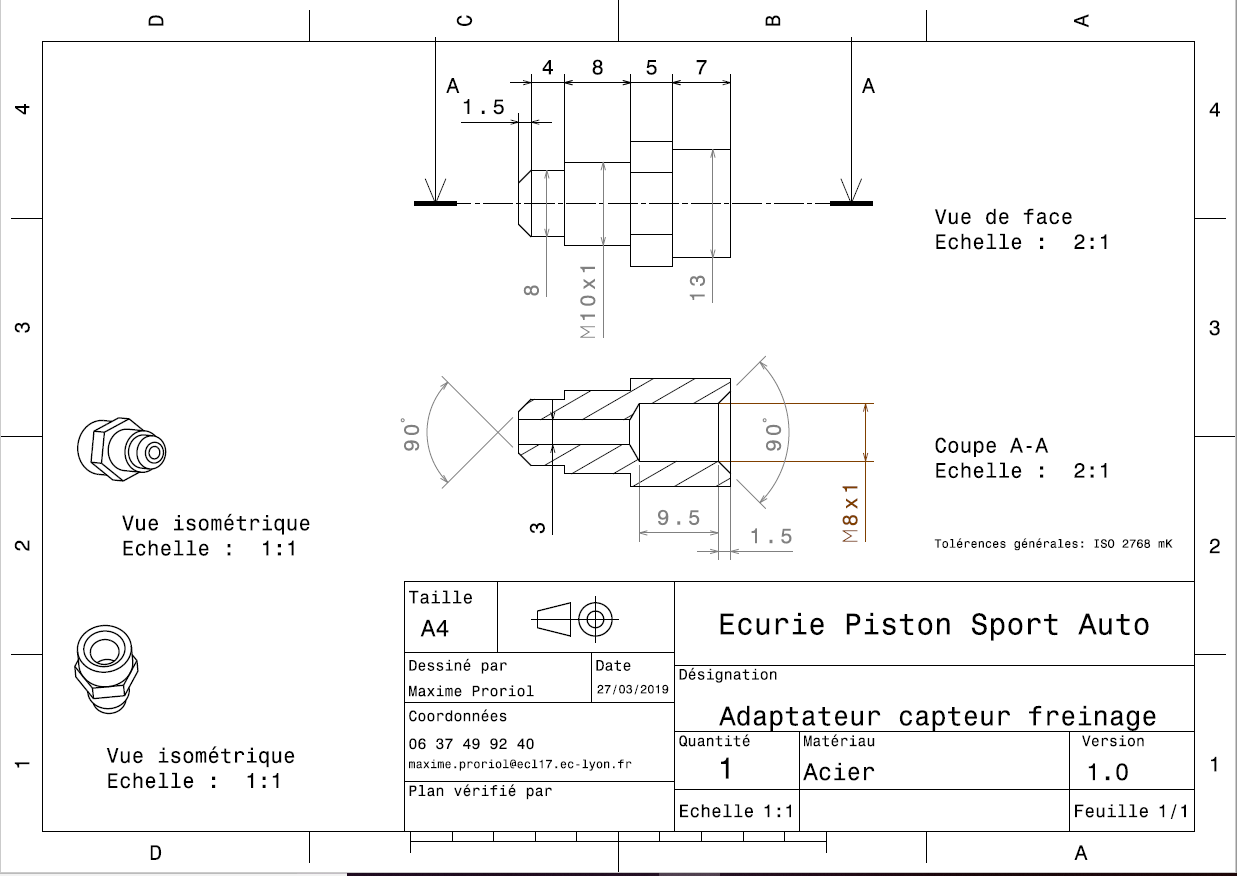 D
C
B
A
4
3
2
1
4
3
2
1
D
A
4
8
5
7
A
A
1.5
8
M10x1
13
Vue de face
Echelle : 2:1
90°
90°
3
9.5
1.5
M8x1
Coupe A-A
Echelle : 2:1
Tolérences générales: ISO 2768 mK
Vue isométrique
Echelle : 1:1
Vue isométrique
Echelle : 1:1
Taille
A4
Ecurie Piston Sport Auto
Dessiné par
Maxime Proriol
Date
27/03/2019
Désignation
Adaptateur capteur freinage
Coordonnées
06 37 49 92 40
maxime.proriol@ecl17.ec-lyon.fr
Quantité
1
Matériau
Acier
Version
1.0
Plan vérifié par
Echelle 1:1
Feuille 1/1